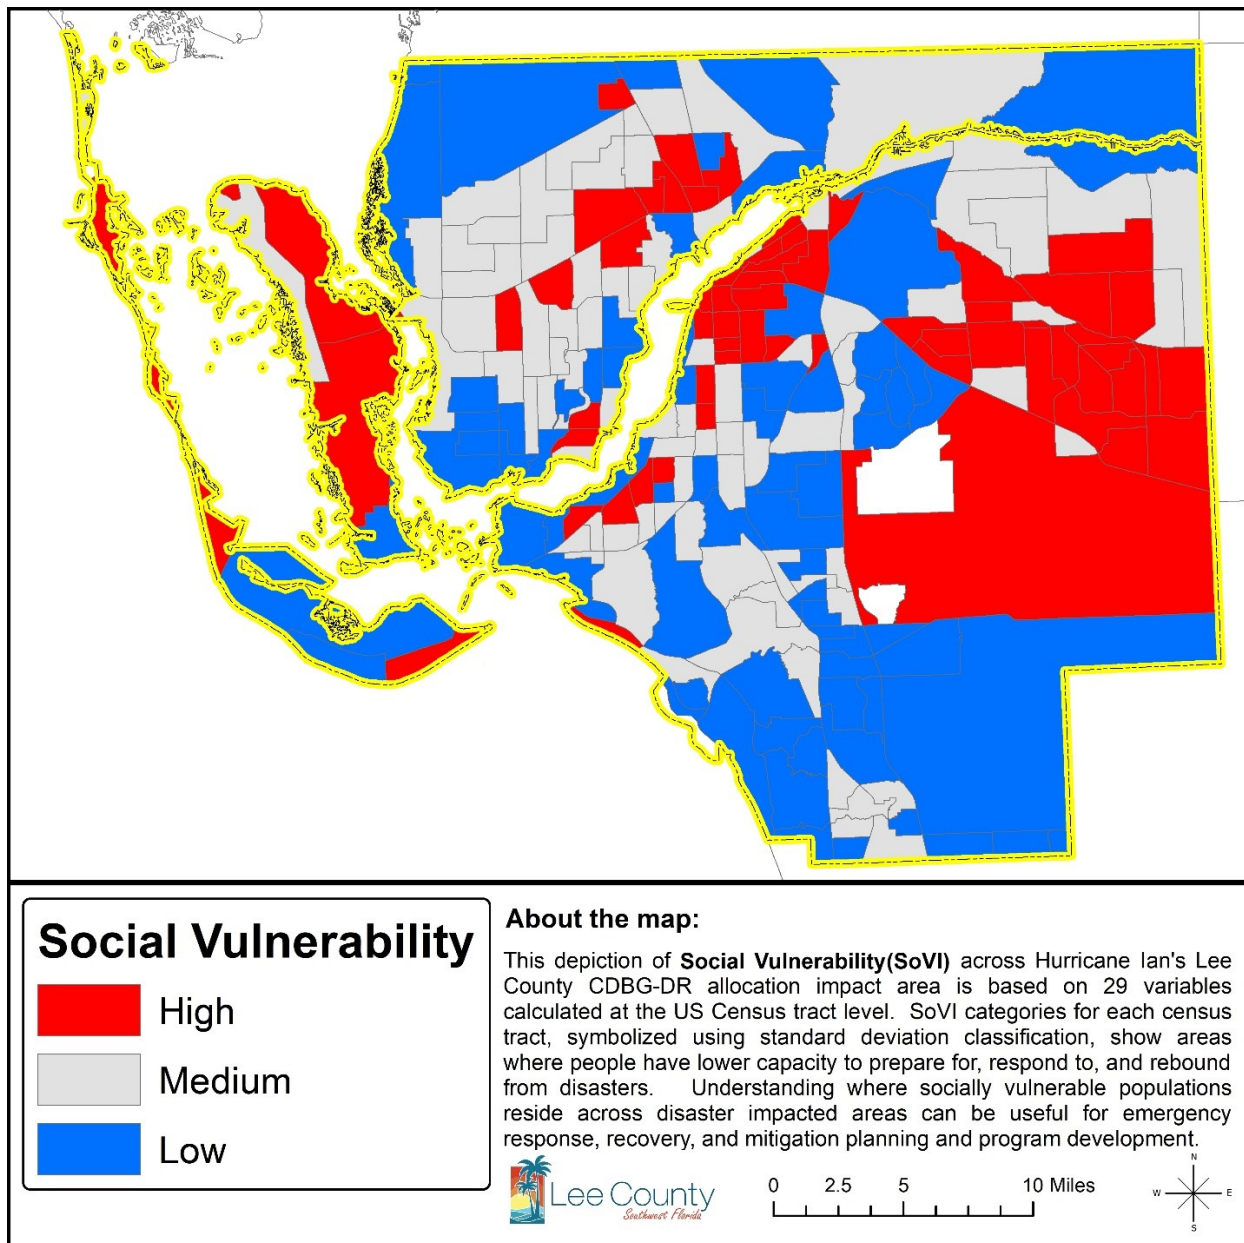 Social Vulnerability
High
Medium
Low
About the map:
This depiction of Social Vulnerability(SoVI) across Hurricane Ian's Lee
County CDBG-DR allocation impact area is based on 29 variables
calculated at the US Census tract level. SoVI categories for each census
tract, symbolized using standard deviation classification, show areas
where people have lower capacity to prepare for, respond to, and rebound
from disasters. Understanding where socially vulnerable populations
reside across disaster impacted areas can be useful for emergency
response, recovery, and mitigation planning and program development.
Lee County
Southwest Florida
0 2.5 5 10 Miles
N
W E
S